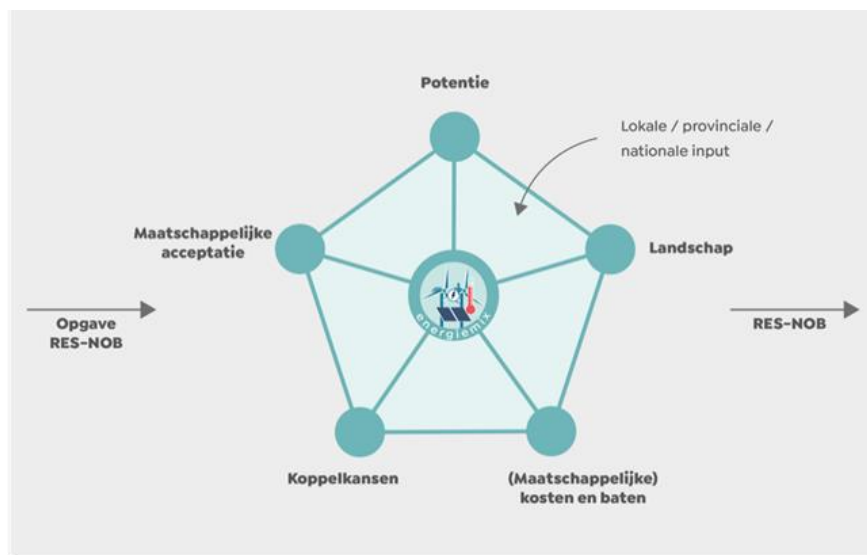 Potentie
Lokale / provinciale /
nationale input
Maatschappelijke
acceptatie
Landschap
energiemix
Opgave
RES-NOB
RES-NOB
Koppelkansen
(Maatschappelijke)
kosten en baten